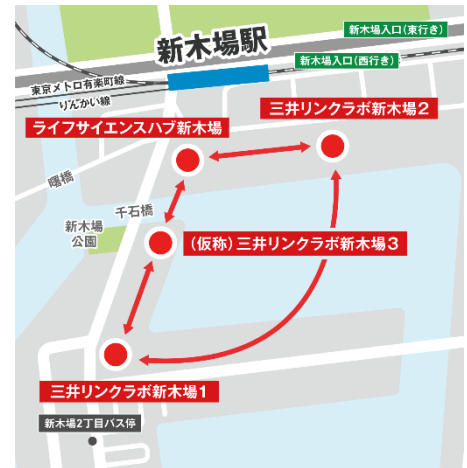 新木場駅
新木場入口(東行き)
新木場入口(西行き)
東京メトロ有楽町線
りんかい線
三井リンクラボ新木場2
ライフサイエンスハブ新木場
曙橋
千石橋
新木場
公園
(仮称)三井リンクラボ新木場3
三井リンクラボ新木場1
新木場2丁目バス停